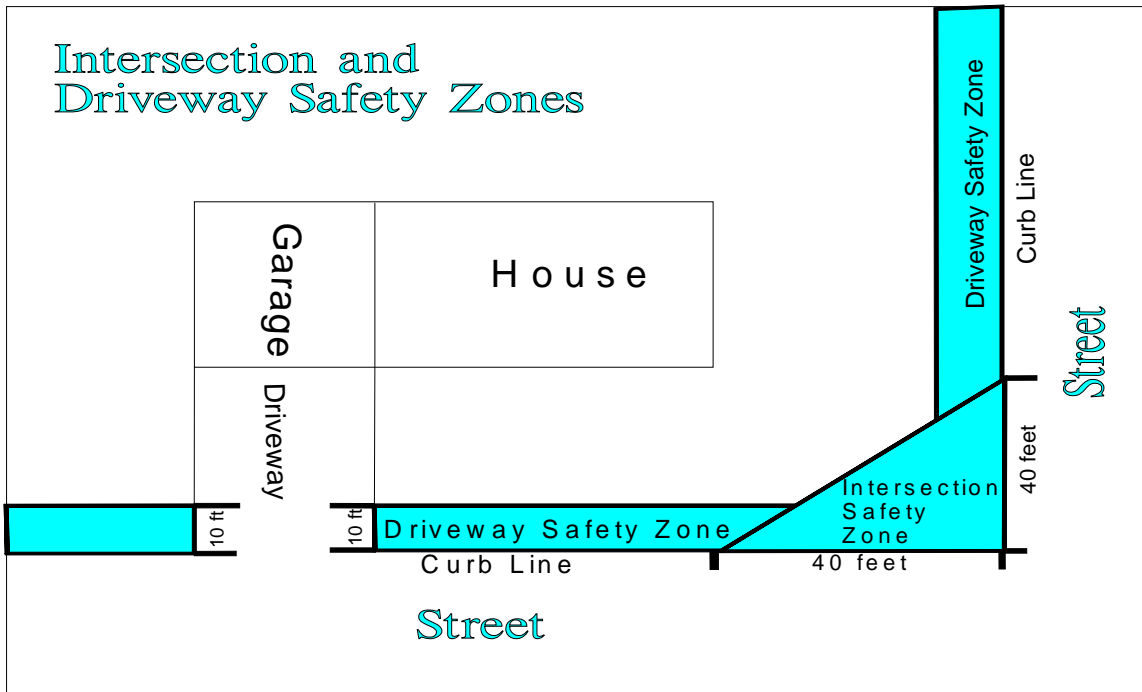 Intersection and
Driveway Safety Zones
Driveway Safety Zone
Curb Line
Street
Garage
House
Driveway
40 feet
Intersection
Safety
Zone
10 ft
10 ft
Driveway Safety Zone
Curb Line
40 feet
Street